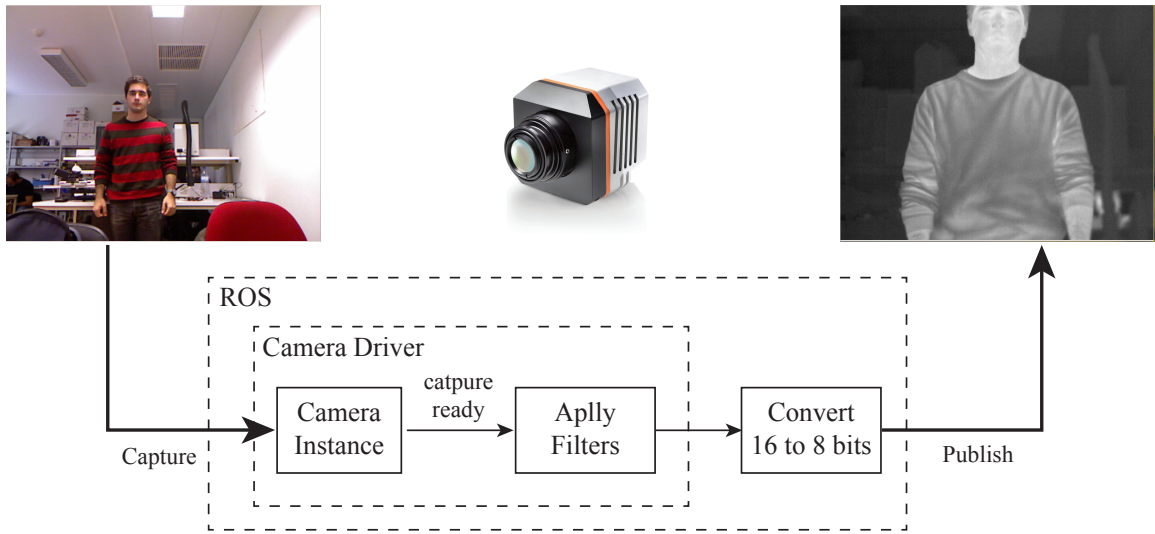 ROS
Camera Driver
Camera
Instance
catpure
ready
Aplly
Filters
Convert
16 to 8 bits
Capture
Publish